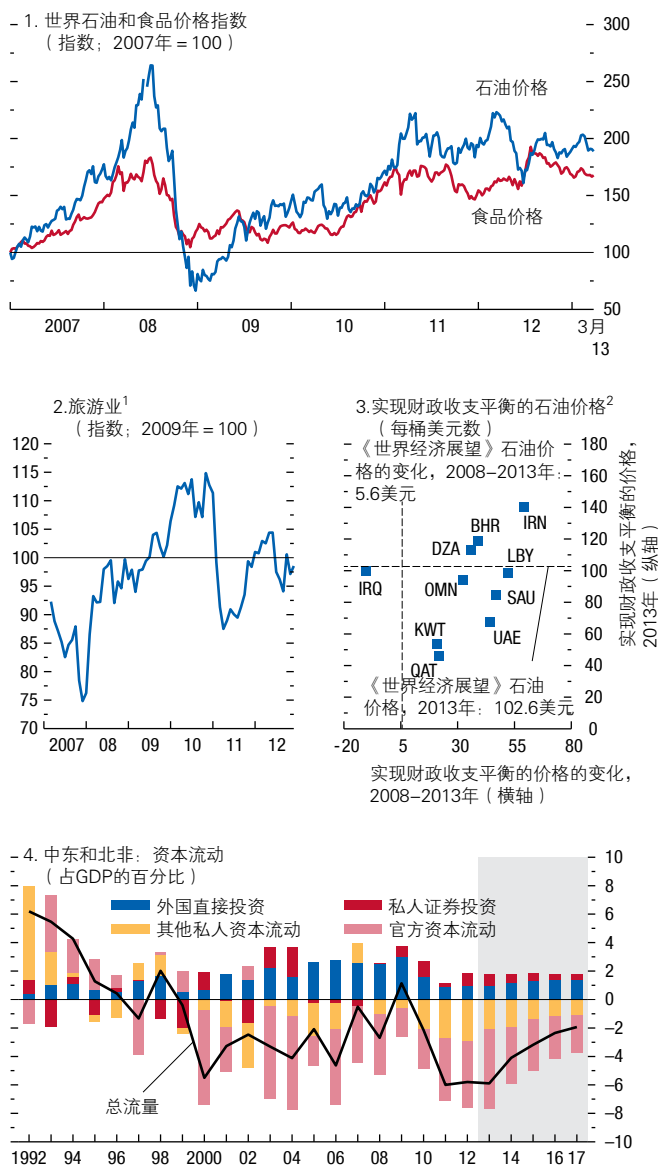 1. 世界石油和食品价格指数
（指数；2007年＝100）
300
250
200
150
100
50
石油价格
食品价格
2007
08
09
10
11
12
3月
13
2.旅游业1
（指数；2009年＝100）
120
115
110
105
100
95
90
85
80
75
70
2007
08
09
10
11
12
3.实现财政收支平衡的石油价格2
（每桶美元数）
《世界经济展望》石油价
格的变化，2008–2013年：
5.6美元
180
160
140
120
100
80
60
40
20
0
IRN
BHR
DZA
LBY
IRQ
OMN
SAU
KWT
UAE
QAT
《世界经济展望》石油
价格，2013年：102.6美元
-20
5
30
55
80
实现财政收支平衡的价格，
2013年（纵轴）
实现财政收支平衡的价格的变化，
2008–2013年（横轴）
4. 中东和北非：资本流动
（占GDP的百分比）
外国直接投资
私人证券投资
其他私人资本流动
官方资本流动
10
8
6
4
2
0
−2
−4
−6
−8
−10
总流量
1992
94
96
98
2000
02
04
06
08
10
12
14
16
17